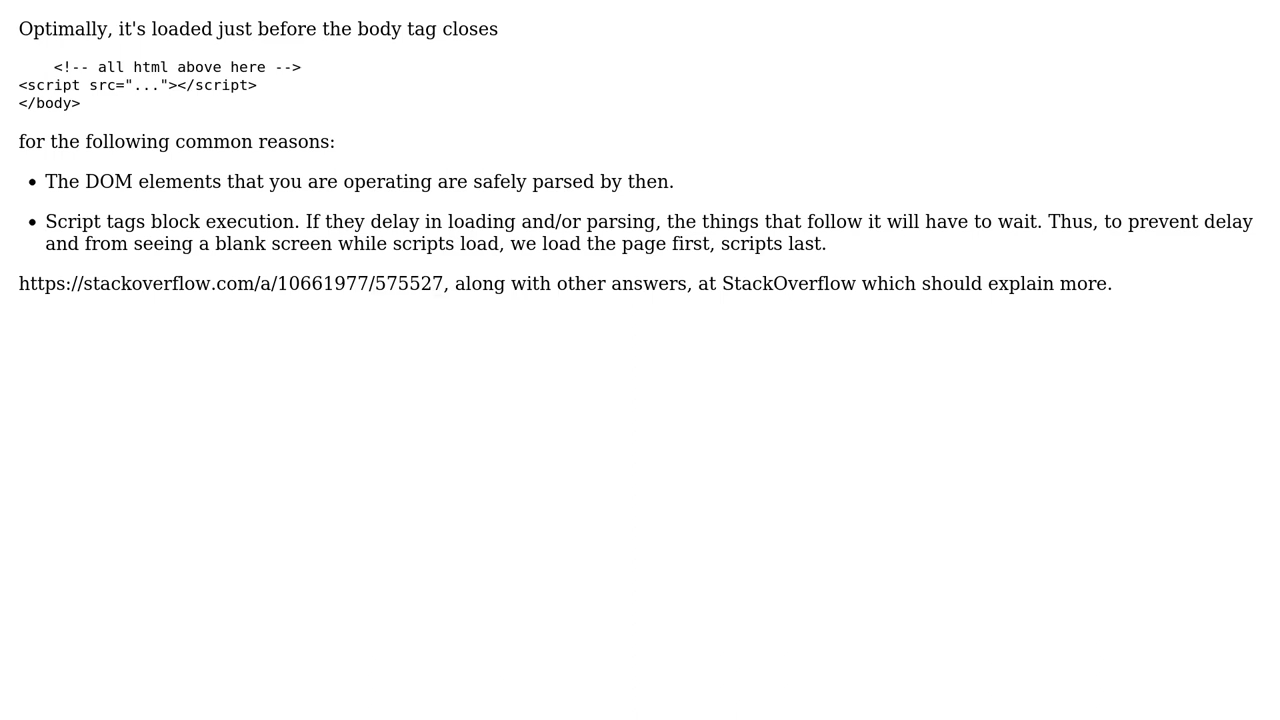 Optimally, it's loaded just before the body tag closes
    <!-- all html above here -->
<script src="..."></script>
</body>
for the following common reasons:
• The DOM elements that you are operating are safely parsed by then.
• Script tags block execution. If they delay in loading and/or parsing, the things that follow it will have to wait. Thus, to prevent delay
and from seeing a blank screen while scripts load, we load the page first, scripts last.
https://stackoverflow.com/a/10661977/575527, along with other answers, at StackOverflow which should explain more.